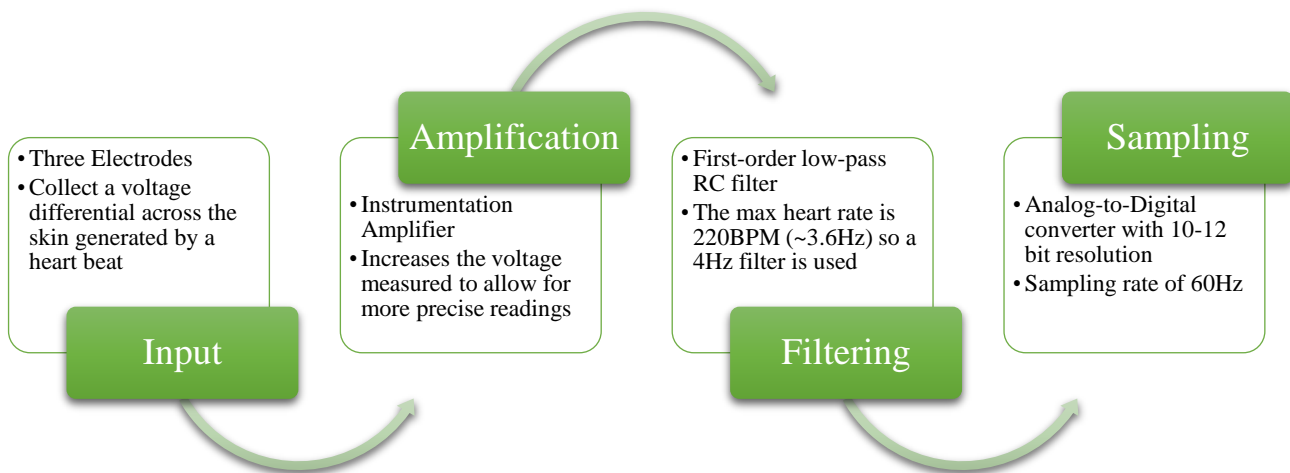 • Three Electrodes
• Collect a voltage
differential across the
skin generated by a
heart beat
Input
Amplification
• Instrumentation
Amplifier
• Increases the voltage
measured to allow for
more precise readings
• First-order low-pass
RC filter
• The max heart rate is
220BPM (~3.6Hz) so a
4Hz filter is used
Filtering
Sampling
• Analog-to-Digital
converter with 10-12
bit resolution
• Sampling rate of 60Hz